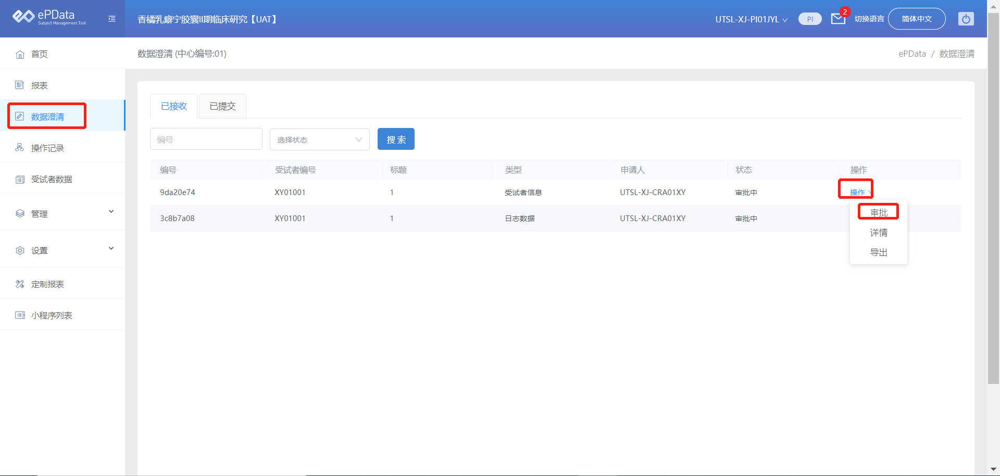 ePData
Subject Management Tool
香橘乳癖宁胶囊II期临床研究【UAT】
UTSL-XJ-PI01JYL
PI
2
切换语言
简体中文
首页
报表
数据澄清
操作记录
受试者数据
管理
设置
定制报表
小程序列表
数据澄清 (中心编号:01)
ePData / 数据澄清
已接收
已提交
编号
选择状态
搜 索
编号 受试者编号 标题 类型 申请人 状态 操作
9da20e74 XY01001 1 受试者信息 UTSL-XJ-CRA01XY 审批中 操作
3c8b7a08 XY01001 1 日志数据 UTSL-XJ-CRA01XY 审批中
审批
详情
导出